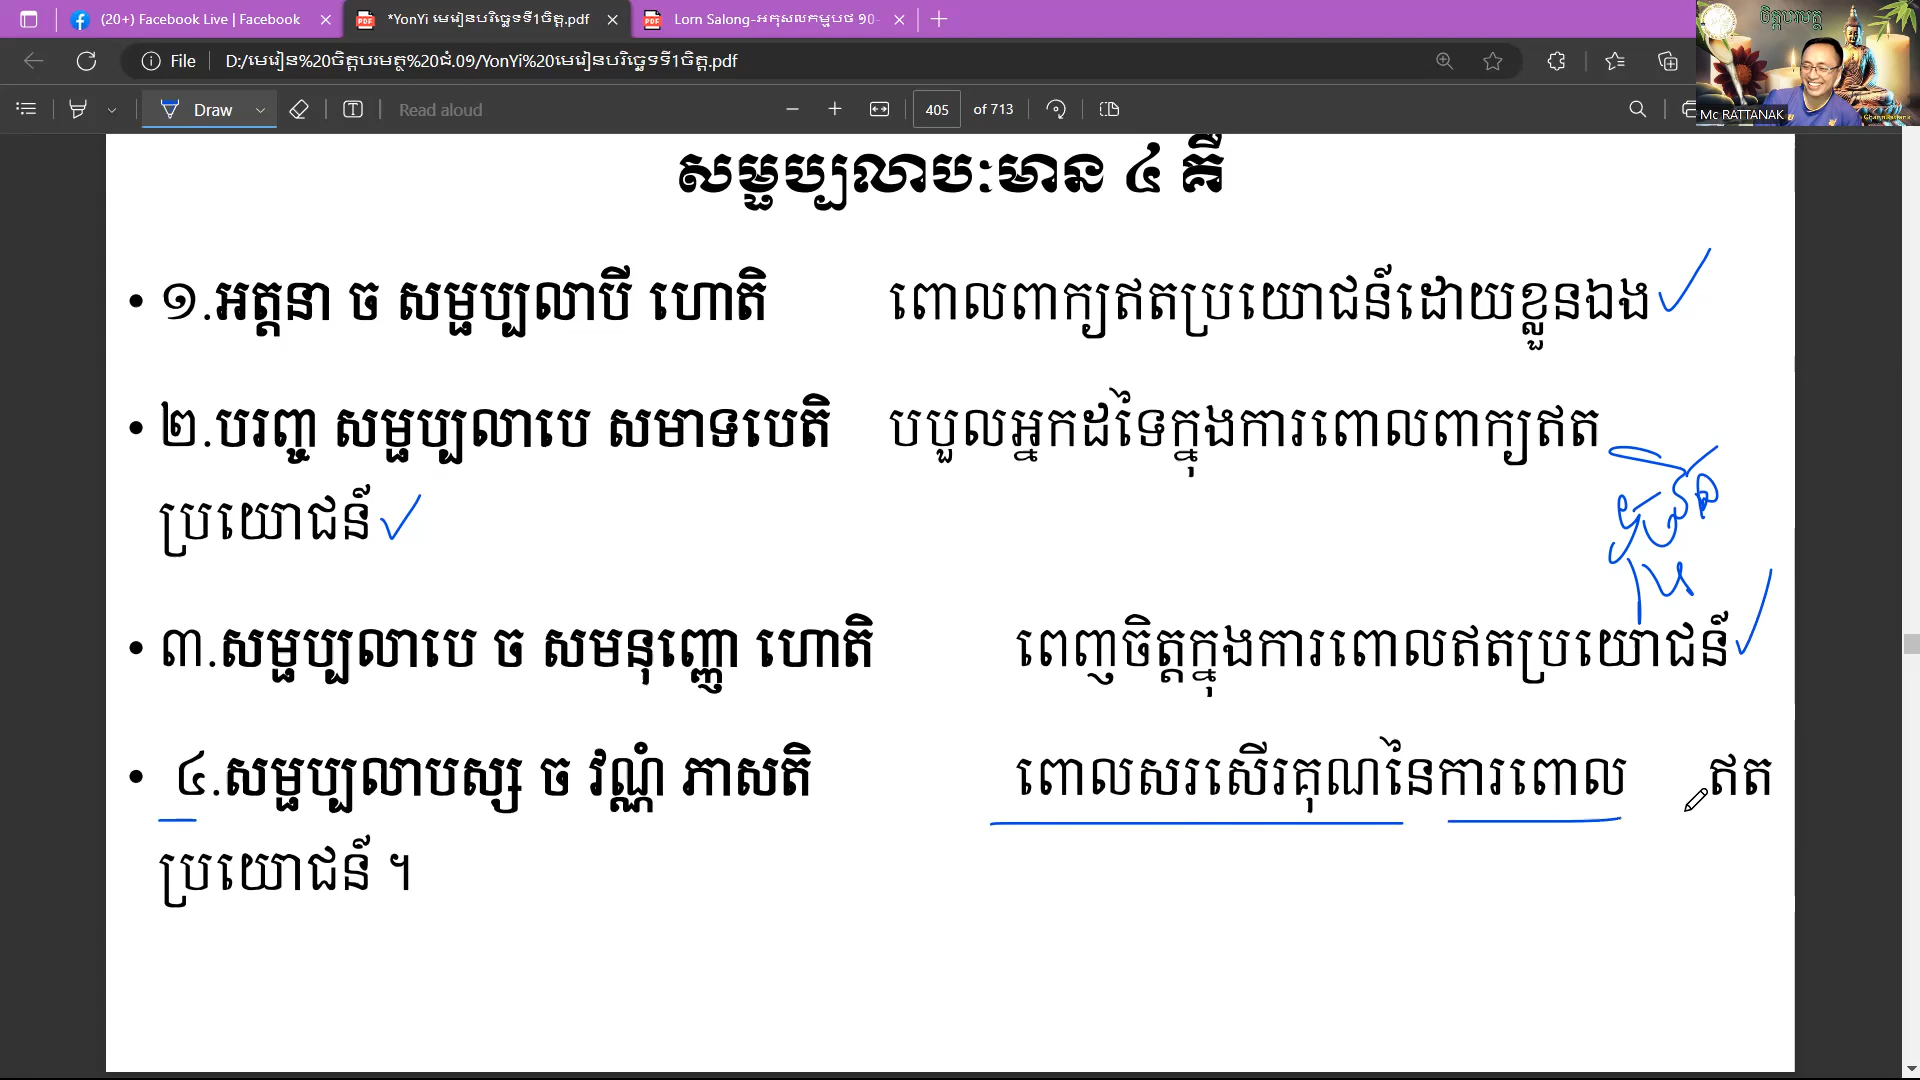 (20+) Facebook Live | Facebook
*YonYi មេរៀនបរិច្ឆេទទី1ចិត្ត.pdf
Lorn Salong-អកុសលកម្មបថ ១0-
File D:/មេរៀន%20ចិត្តបរមត្ថ%20ជំ.0១/YonYi%20មេរៀនបរិច្ឆេទទី1ចិត្ត.pdf
Draw Read aloud 405 of 713
ចិត្តបរមត្ថ
Mc RATTANAK
សម្ផប្បលាបៈមាន ៤ គឺ
• ១.អត្តនា ច សម្ផប្បលាបី ហោតិ ពោលពាក្យឥតប្រយោជន៍ដោយខ្លួនឯង
• ២.បរញ្ច សម្ផប្បលាបេ សមាទបេតិ បបួលអ្នកដទៃក្នុងការពោលពាក្យឥត
ប្រយោជន៍
• ៣.សម្ផប្បលាបេ ច សមនុញ្ញោ ហោតិ ពេញចិត្តក្នុងការពោលឥតប្រយោជន៍
• ៤.សម្ផប្បលាបស្ស ច វណ្ណំ ភាសតិ ពោលសរសើរគុណនៃការពោល ឥត
ប្រយោជន៍ ។